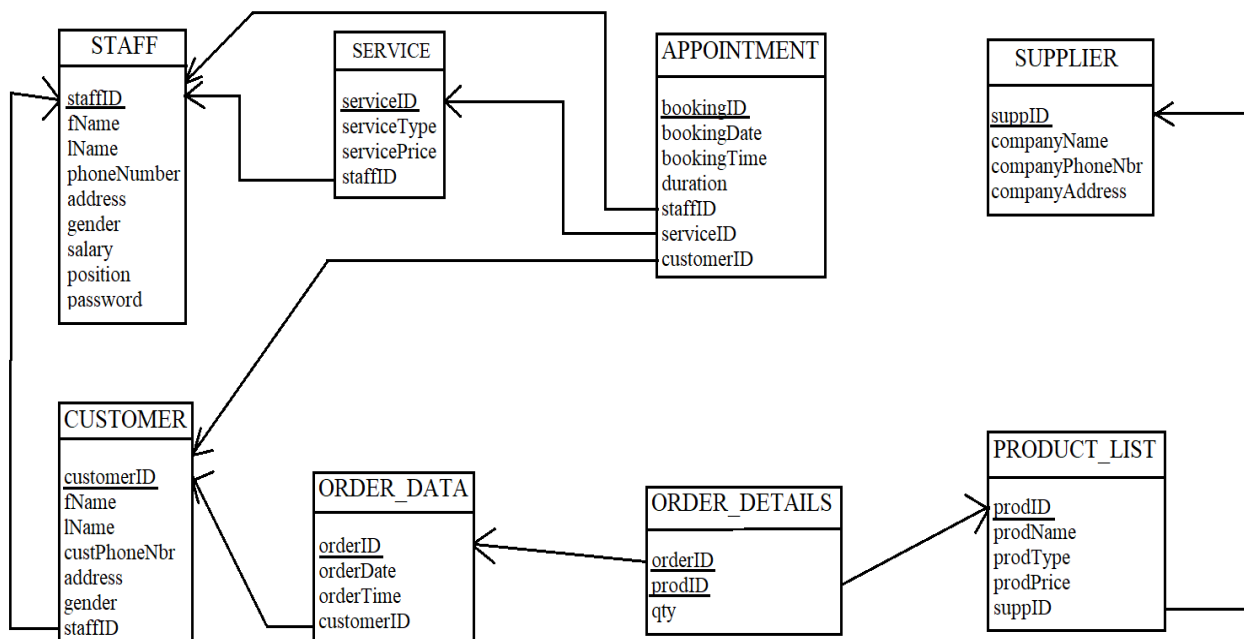 STAFF
staffID
fName
lName
phoneNumber
address
gender
salary
position
password
SERVICE
serviceID
serviceType
servicePrice
staffID
APPOINTMENT
bookingID
bookingDate
bookingTime
duration
staffID
serviceID
customerID
SUPPLIER
suppID
companyName
companyPhoneNbr
companyAddress
CUSTOMER
customerID
fName
lName
custPhoneNbr
address
gender
staffID
ORDER_DATA
orderID
orderDate
orderTime
customerID
ORDER_DETAILS
orderID
prodID
qty
PRODUCT_LIST
prodID
prodName
prodType
prodPrice
suppID